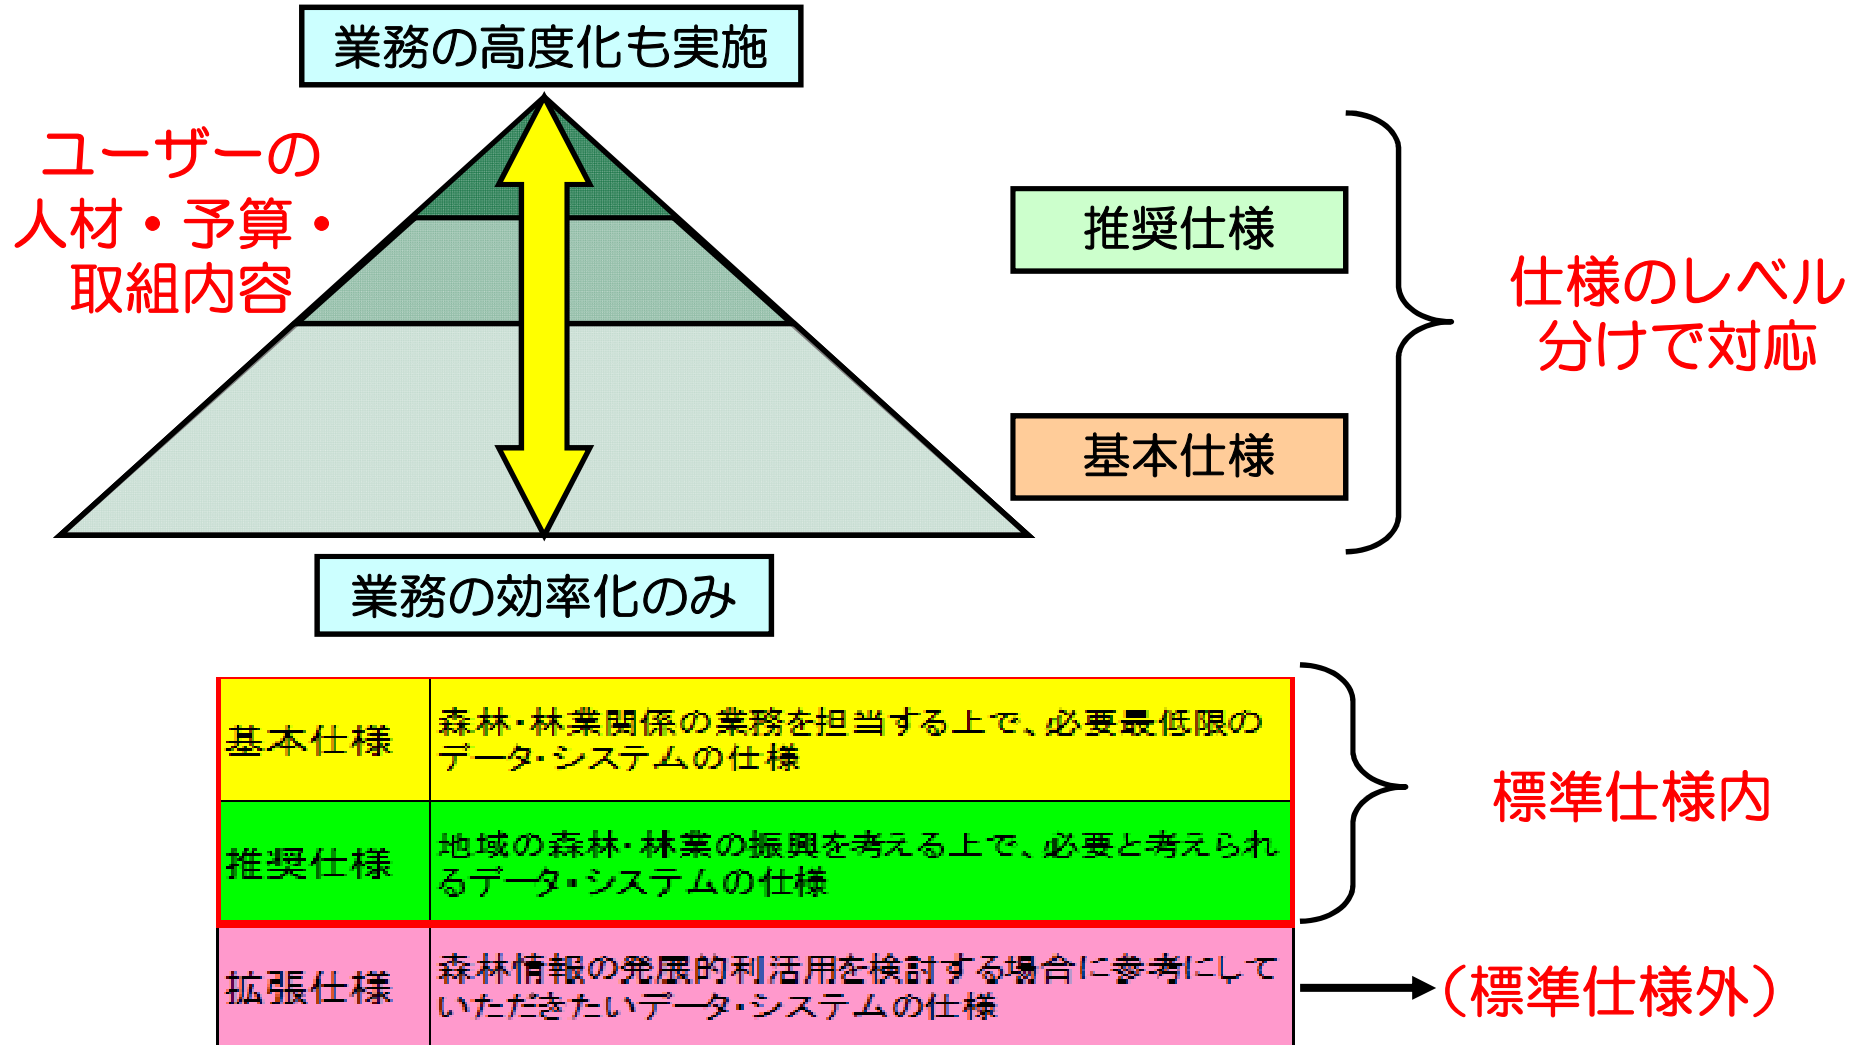 業務の高度化も実施
ユーザーの
人材・予算・
取組内容
推奨仕様
基本仕様
仕様のレベル
分けで対応
業務の効率化のみ
基本仕様
森林・林業関係の業務を担当する上で、必要最低限の
データ・システムの仕様
推奨仕様
地域の森林・林業の振興を考える上で、必要と考えられ
るデータ・システムの仕様
標準仕様内
拡張仕様
森林情報の発展的利活用を検討する場合に参考にして
いただきたいデータ・システムの仕様
（標準仕様外）